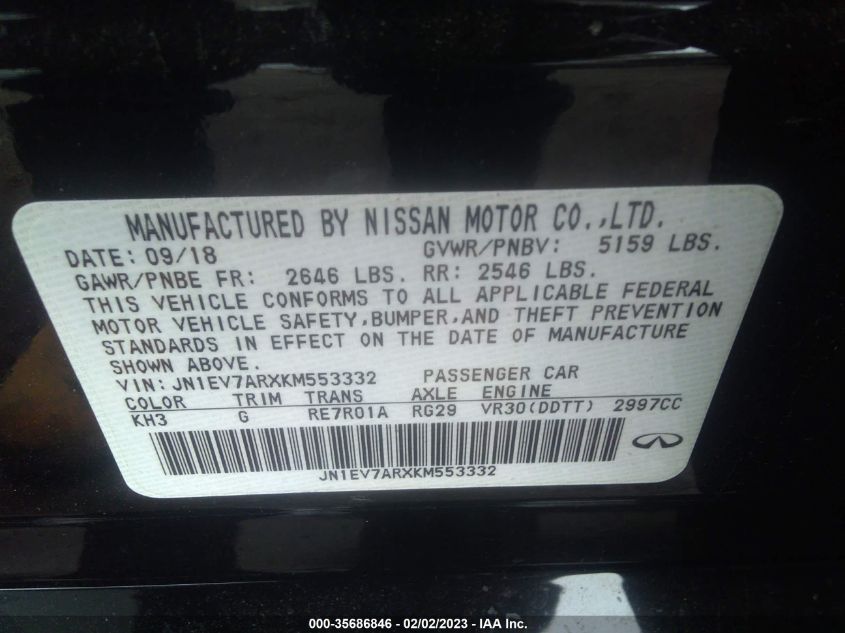 MANUFACTURED BY NISSAN MOTOR CO.,LTD.
DATE: 09/18 GVWR/PNBV: 5159 LBS.
GAWR/PNBE FR: 2646 LBS. RR: 2546 LBS.
THIS VEHICLE CONFORMS TO ALL APPLICABLE FEDERAL
MOTOR VEHICLE SAFETY,BUMPER,AND THEFT PREVENTION
STANDARDS IN EFFECT ON THE DATE OF MANUFACTURE
SHOWN ABOVE.
VIN: JN1EV7ARXKM553332 PASSENGER CAR
COLOR TRIM TRANS AXLE ENGINE
KH3 G RE7R01A RG29 VR30(DDTT) 2997CC
JN1EV7ARXKM553332
000-35686846 - 02/02/2023 - IAA Inc.